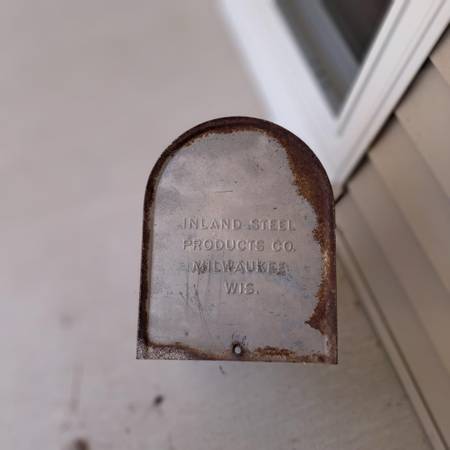 INLAND STEEL
PRODUCTS CO.
MILWAUKEE
WIS.